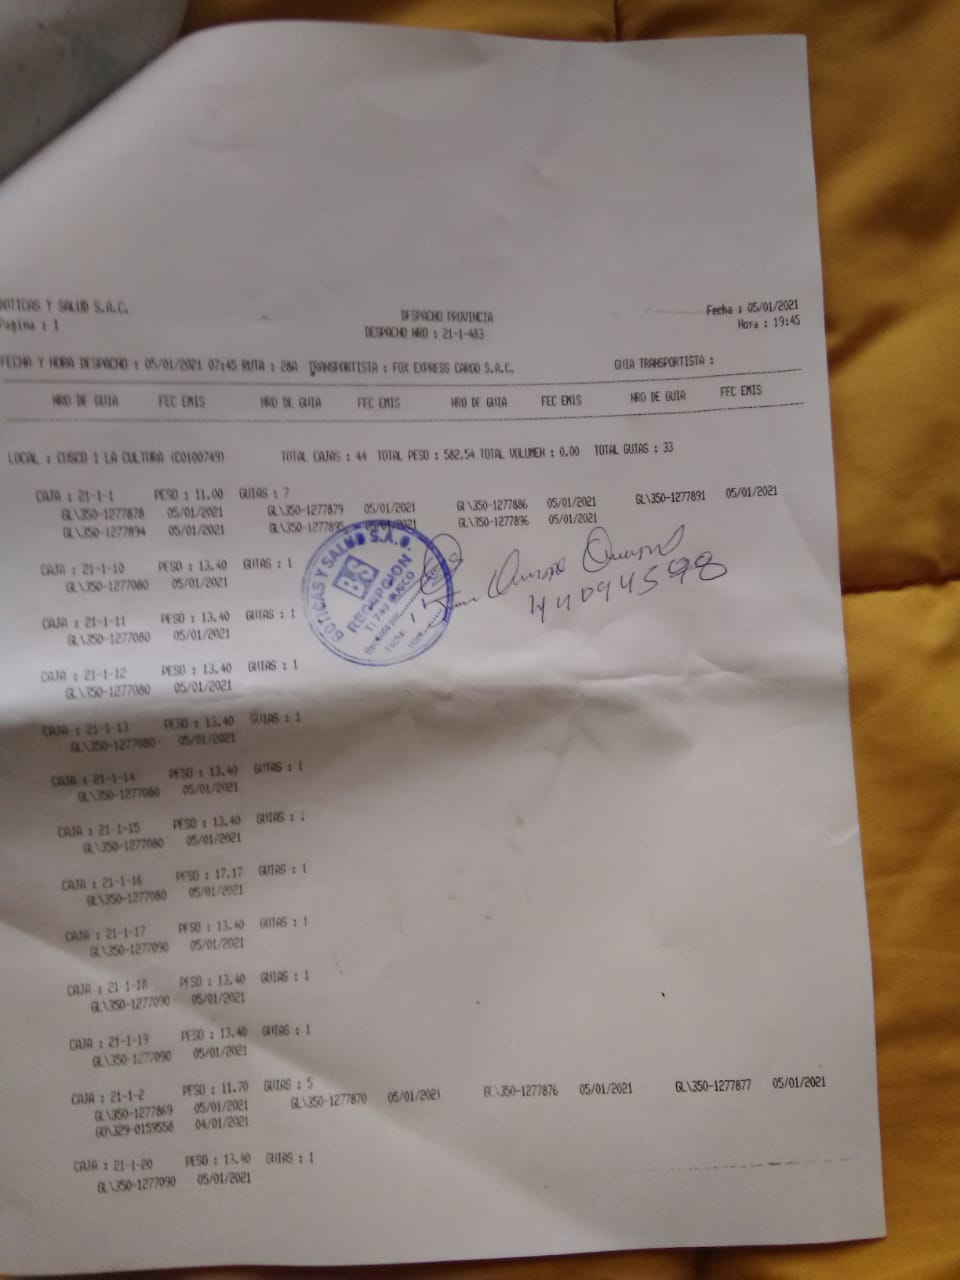 BOTICAS Y SALUD S.A.C.
Pagina : 1
DESPACHO PROVINCIA
DESPACHO NRO : 21-1-483
Fecha : 05/01/2021
Hora : 19:45
FECHA Y HORA DESPACHO : 05/01/2021 07:45 RUTA : 28A TRANSPORTISTA : FOX EXPRESS CARGO S.A.C. GUIA TRANSPORTISTA :
NRO DE GUIA FEC EMIS NRO DE GUIA FEC EMIS NRO DE GUIA FEC EMIS NRO DE GUIA FEC EMIS
LOCAL : CUSCO 1 LA CULTURA (C0100749) TOTAL CAJAS : 44 TOTAL PESO : 582.54 TOTAL VOLUMEN : 0.00 TOTAL GUIAS : 33
CAJA : 21-1-1 PESO : 11.00 GUIAS : 7
GL\350-1277878 05/01/2021 GL\350-1277879 05/01/2021 GL\350-1277886 05/01/2021 GL\350-1277891 05/01/2021
GL\350-1277894 05/01/2021 GL\350-1277895 05/01/2021 GL\350-1277896 05/01/2021
CAJA : 21-1-10 PESO : 13.40 GUIAS : 1
GL\350-1277080 05/01/2021
CAJA : 21-1-11 PESO : 13.40 GUIAS : 1
GL\350-1277080 05/01/2021
CAJA : 21-1-12 PESO : 13.40 GUIAS : 1
GL\350-1277080 05/01/2021
BOTICAS Y SALUD S.A.C.
BS
RECEPCION
T: 749 CUSCO
Recibido por:
Fecha:
Hora:
44094598
CAJA : 21-1-13 PESO : 13.40 GUIAS : 1
GL\350-1277080 05/01/2021
CAJA : 21-1-14 PESO : 13.40 GUIAS : 1
GL\350-1277080 05/01/2021
CAJA : 21-1-15 PESO : 13.40 GUIAS : 1
GL\350-1277080 05/01/2021
CAJA : 21-1-16 PESO : 17.17 GUIAS : 1
GL\350-1277080 05/01/2021
CAJA : 21-1-17 PESO : 13.40 GUIAS : 1
GL\350-1277090 05/01/2021
CAJA : 21-1-18 PESO : 13.40 GUIAS : 1
GL\350-1277090 05/01/2021
CAJA : 21-1-19 PESO : 13.40 GUIAS : 1
GL\350-1277090 05/01/2021
CAJA : 21-1-2 PESO : 11.70 GUIAS : 5
GL\350-1277869 05/01/2021 GL\350-1277870 05/01/2021 GL\350-1277876 05/01/2021 GL\350-1277877 05/01/2021
GO\329-0159558 04/01/2021
CAJA : 21-1-20 PESO : 13.40 GUIAS : 1
GL\350-1277090 05/01/2021